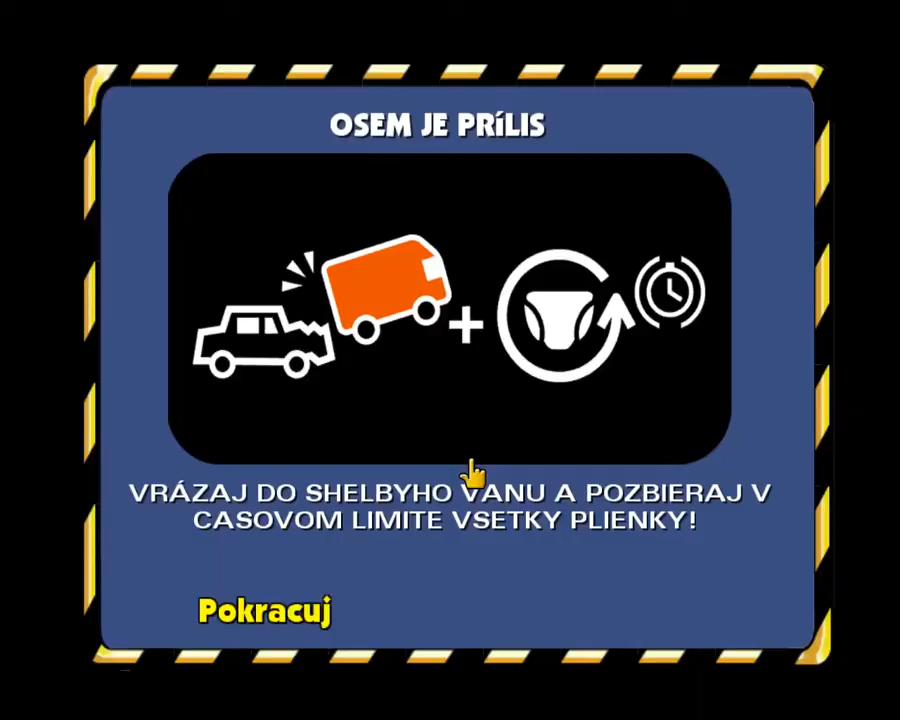 OSEM JE PRÍLIS
VRÁZAJ DO SHELBYHO VANU A POZBIERAJ V
CASOVOM LIMITE VSETKY PLIENKY!
Pokracuj